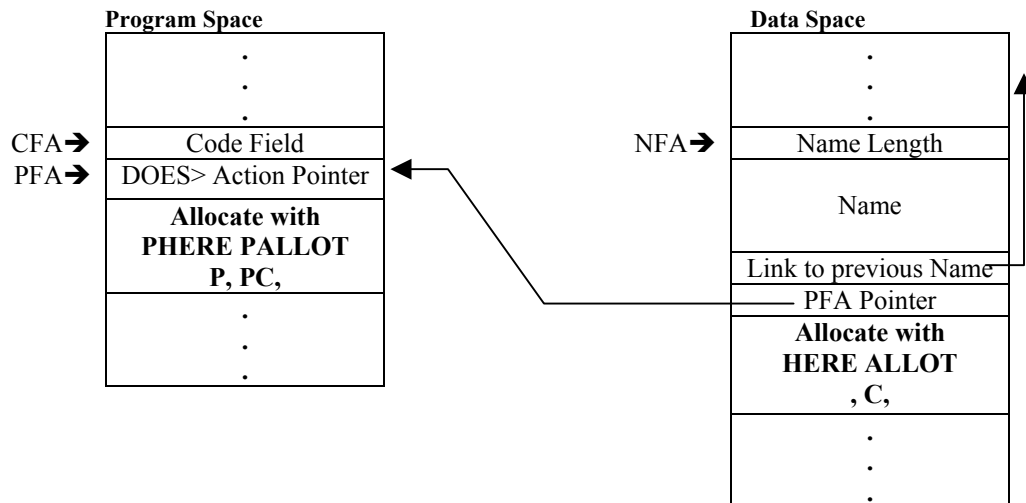 Program Space
.
.
.
CFA➔
Code Field
PFA➔
DOES> Action Pointer
Allocate with
PHERE PALLOT
P, PC,
.
.
.
Data Space
.
.
.
NFA➔
Name Length
Name
Link to previous Name
PFA Pointer
Allocate with
HERE ALLOT
, C,
.
.
.